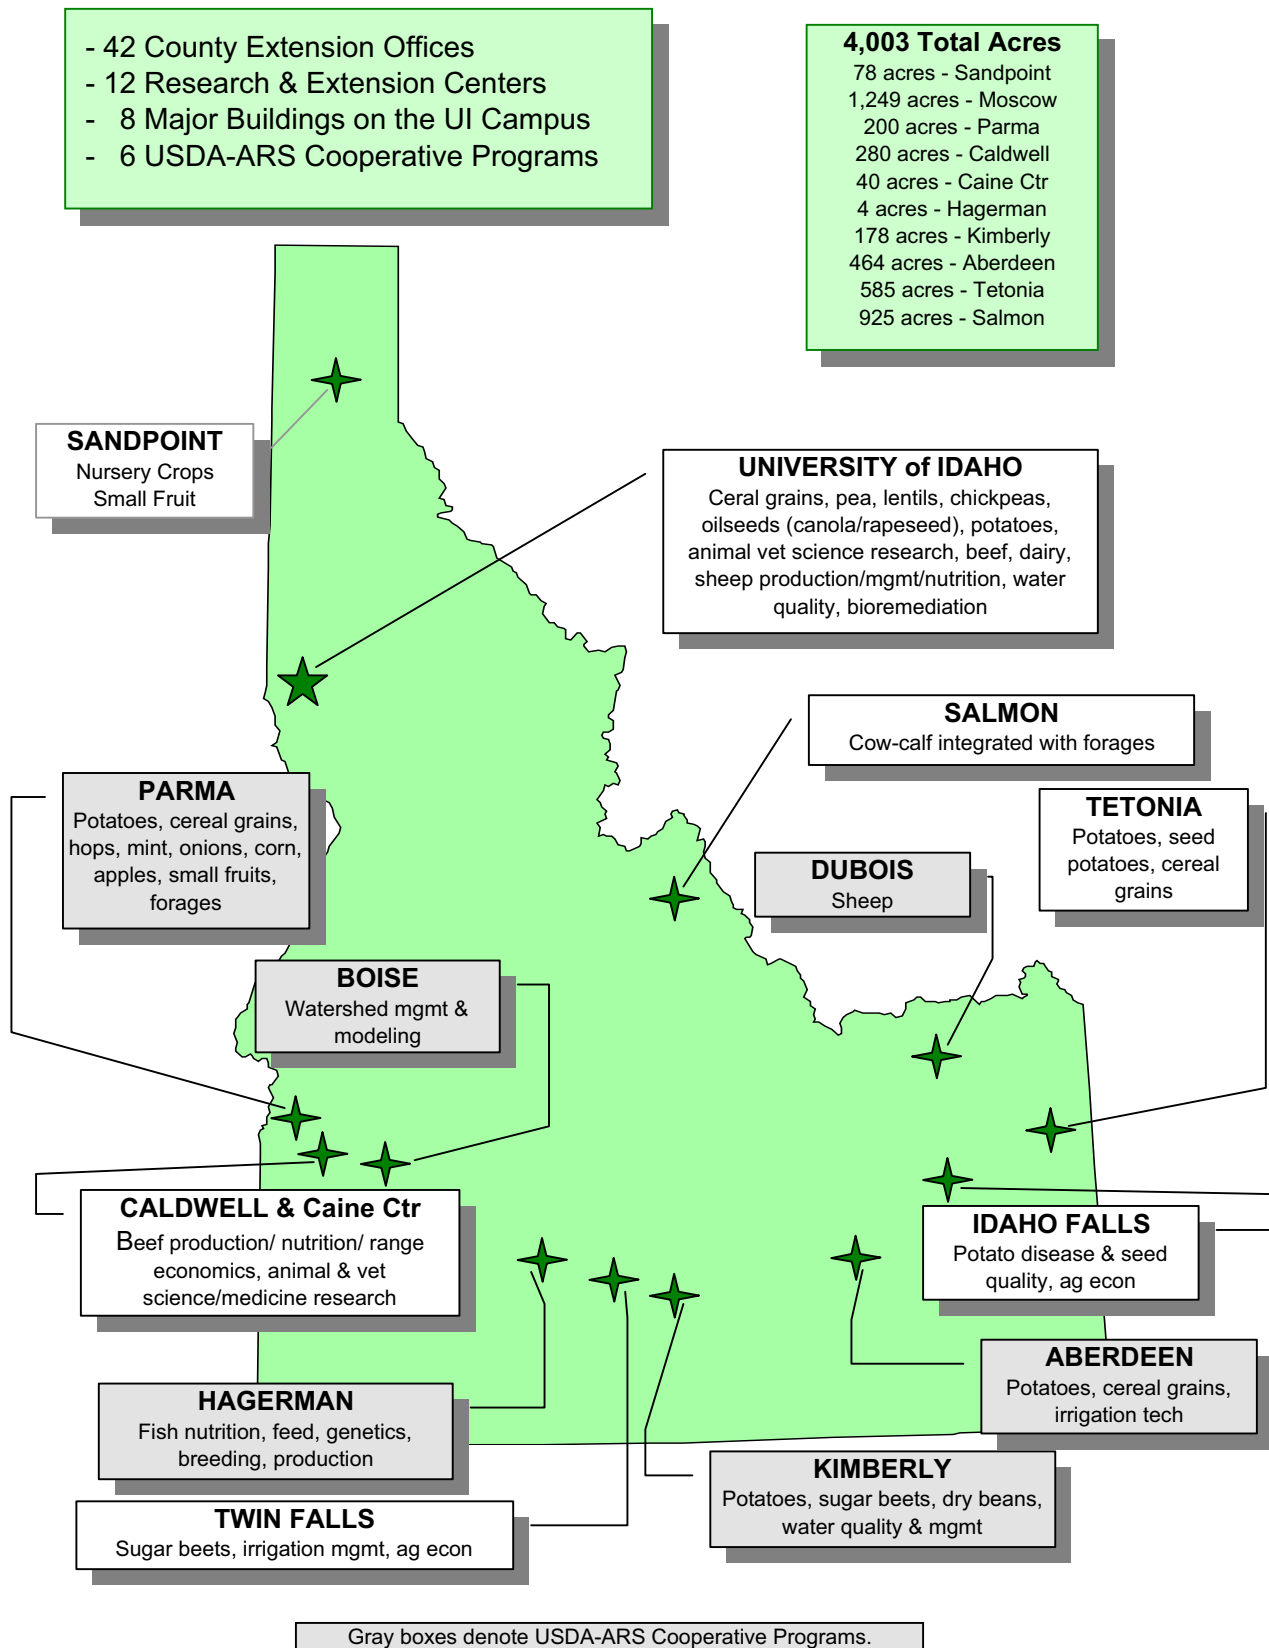 - 42 County Extension Offices
- 12 Research & Extension Centers
- 8 Major Buildings on the UI Campus
- 6 USDA-ARS Cooperative Programs
4,003 Total Acres
78 acres - Sandpoint
1,249 acres - Moscow
200 acres - Parma
280 acres - Caldwell
40 acres - Caine Ctr
4 acres - Hagerman
178 acres - Kimberly
464 acres - Aberdeen
585 acres - Tetonia
925 acres - Salmon
SANDPOINT
Nursery Crops
Small Fruit
UNIVERSITY of IDAHO
Ceral grains, pea, lentils, chickpeas,
oilseeds (canola/rapeseed), potatoes,
animal vet science research, beef, dairy,
sheep production/mgmt/nutrition, water
quality, bioremediation
SALMON
Cow-calf integrated with forages
PARMA
Potatoes, cereal grains,
hops, mint, onions, corn,
apples, small fruits,
forages
TETONIA
Potatoes, seed
potatoes, cereal
grains
DUBOIS
Sheep
BOISE
Watershed mgmt &
modeling
CALDWELL & Caine Ctr
Beef production/ nutrition/ range
economics, animal & vet
science/medicine research
IDAHO FALLS
Potato disease & seed
quality, ag econ
ABERDEEN
Potatoes, cereal grains,
irrigation tech
HAGERMAN
Fish nutrition, feed, genetics,
breeding, production
KIMBERLY
Potatoes, sugar beets, dry beans,
water quality & mgmt
TWIN FALLS
Sugar beets, irrigation mgmt, ag econ
Gray boxes denote USDA-ARS Cooperative Programs.